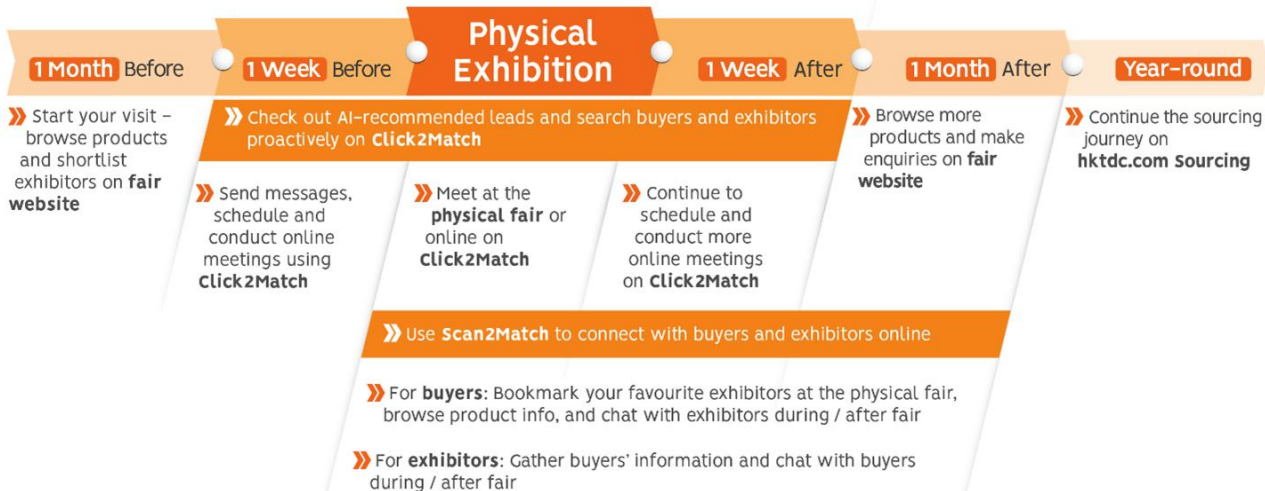 1 Month Before
1 Week Before
Physical
Exhibition
1 Week After
1 Month After
Year-round
Start your visit –
browse products
and shortlist
exhibitors on fair
website
Check out AI-recommended leads and search buyers and exhibitors
proactively on Click2Match
Send messages,
schedule and
conduct online
meetings using
Click2Match
Meet at the
physical fair or
online on
Click2Match
Continue to
schedule and
conduct more
online meetings
on Click2Match
Browse more
products and make
enquiries on fair
website
Continue the sourcing
journey on
hktdc.com Sourcing
Use Scan2Match to connect with buyers and exhibitors online
For buyers: Bookmark your favourite exhibitors at the physical fair,
browse product info, and chat with exhibitors during / after fair
For exhibitors: Gather buyers' information and chat with buyers
during / after fair